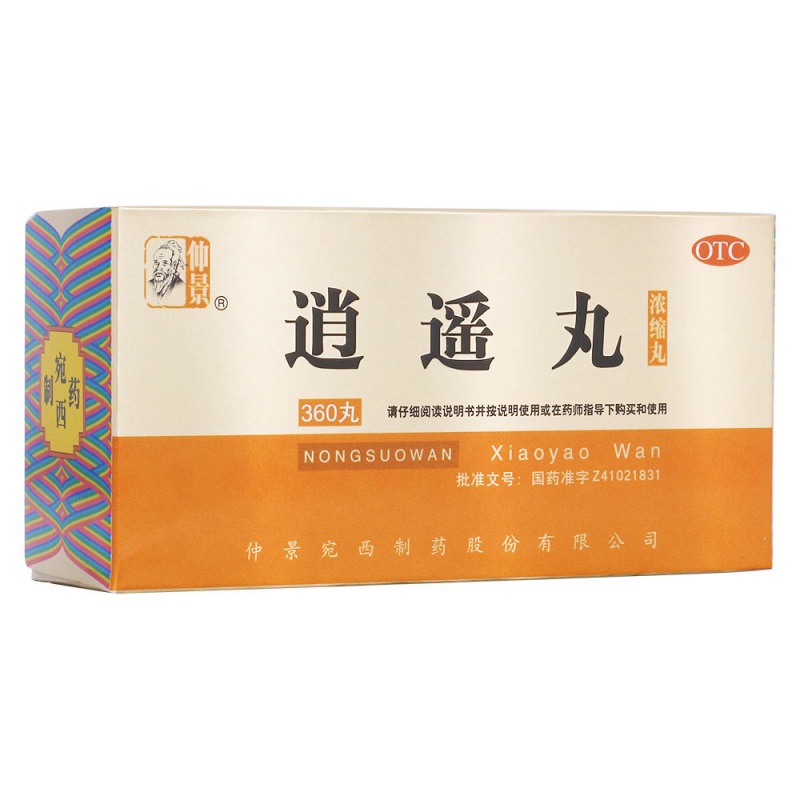 仲景
®
OTC
逍遥丸
浓缩丸
360丸
请仔细阅读说明书并按说明使用或在药师指导下购买和使用
NONGSUOWAN
Xiaoyao Wan
批准文号：国药准字Z41021831
仲景宛西制药股份有限公司
宛西制药